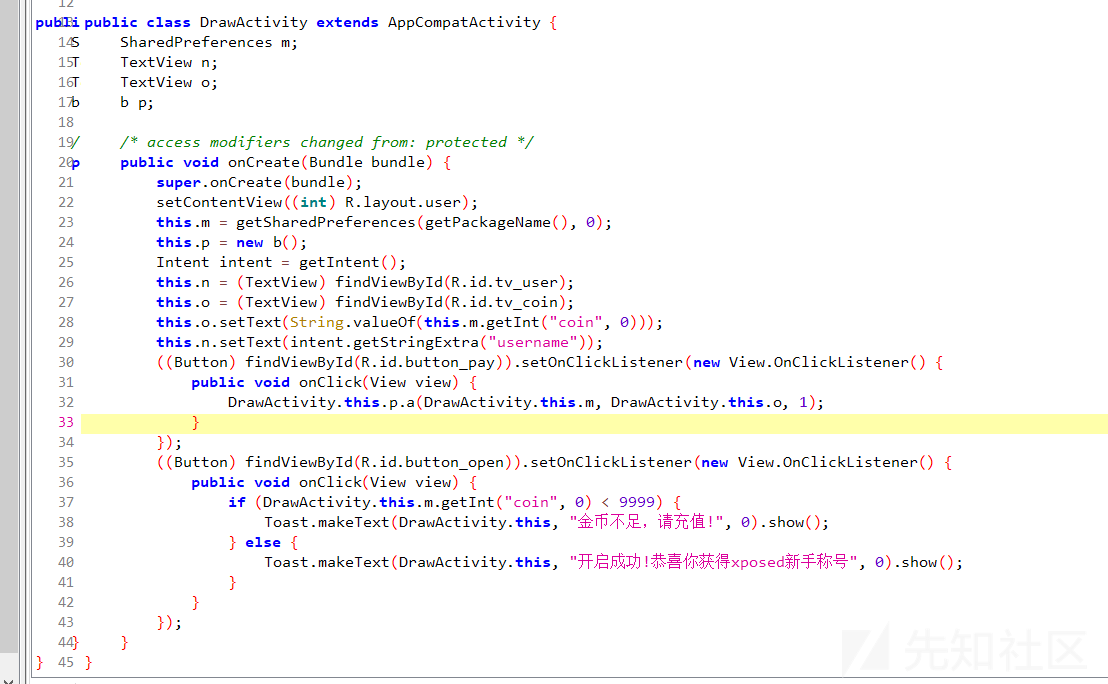 12
publi 13 public class DrawActivity extends AppCompatActivity {
14 S SharedPreferences m;
15 T TextView n;
16 T TextView o;
17 b b p;
18
19 / /* access modifiers changed from: protected */
20 p public void onCreate(Bundle bundle) {
21 super.onCreate(bundle);
22 setContentView((int) R.layout.user);
23 this.m = getSharedPreferences(getPackageName(), 0);
24 this.p = new b();
25 Intent intent = getIntent();
26 this.n = (TextView) findViewById(R.id.tv_user);
27 this.o = (TextView) findViewById(R.id.tv_coin);
28 this.o.setText(String.valueOf(this.m.getInt("coin", 0)));
29 this.n.setText(intent.getStringExtra("username"));
30 ((Button) findViewById(R.id.button_pay)).setOnClickListener(new View.OnClickListener() {
31 public void onClick(View view) {
32 DrawActivity.this.p.a(DrawActivity.this.m, DrawActivity.this.o, 1);
33 }
34 });
35 ((Button) findViewById(R.id.button_open)).setOnClickListener(new View.OnClickListener() {
36 public void onClick(View view) {
37 if (DrawActivity.this.m.getInt("coin", 0) < 9999) {
38 Toast.makeText(DrawActivity.this, "金币不足，请充值!", 0).show();
39 } else {
40 Toast.makeText(DrawActivity.this, "开启成功!恭喜你获得xposed新手称号", 0).show();
41 }
42 }
43 });
44 } }
} 45 }
先知社区